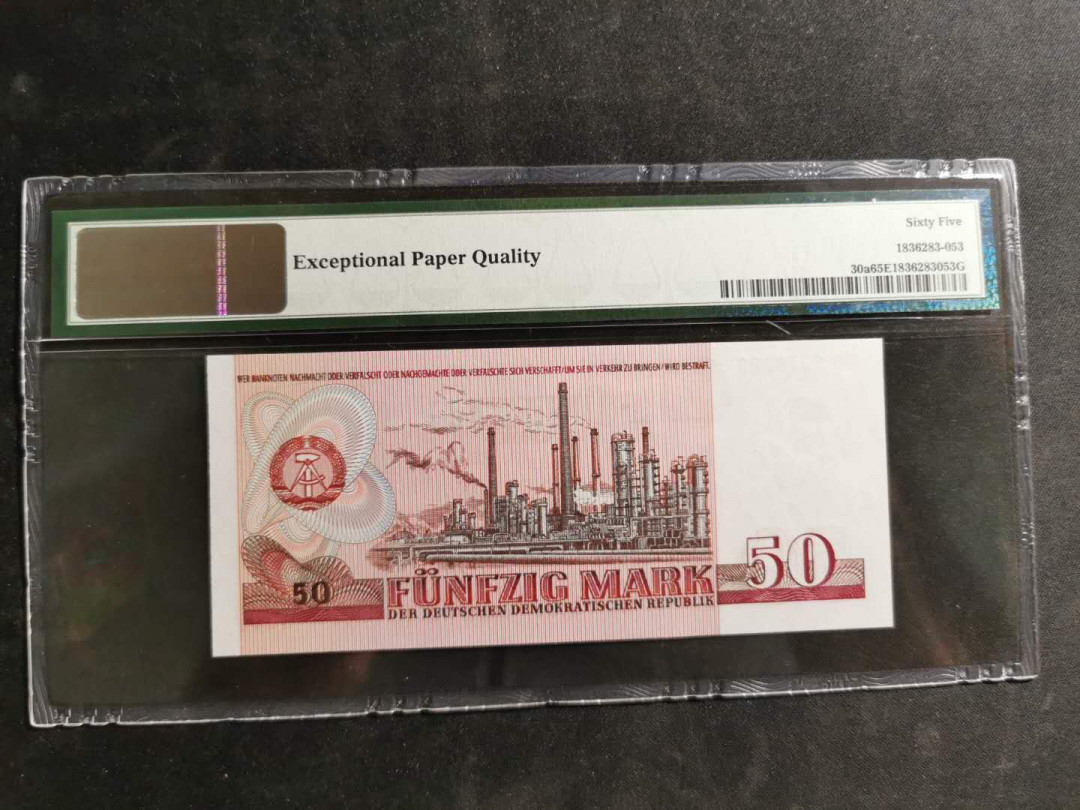 Sixty Five
Exceptional Paper Quality
1836283-053
30a65E1836283053G
WER BANKNOTEN NACHMACHT ODER VERFÄLSCHT ODER NACHGEMACHTE ODER VERFÄLSCHTE SICH VERSCHAFFT/UM SIE IN VERKEHR ZU BRINGEN/WIRD BESTRAFT.
50
50
FÜNFZIG MARK
DER DEUTSCHEN DEMOKRATISCHEN REPUBLIK